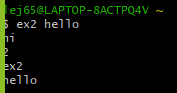 lej65@LAPTOP-8ACTPQ4V ~
$ ex2 hello
hi
2
ex2
hello